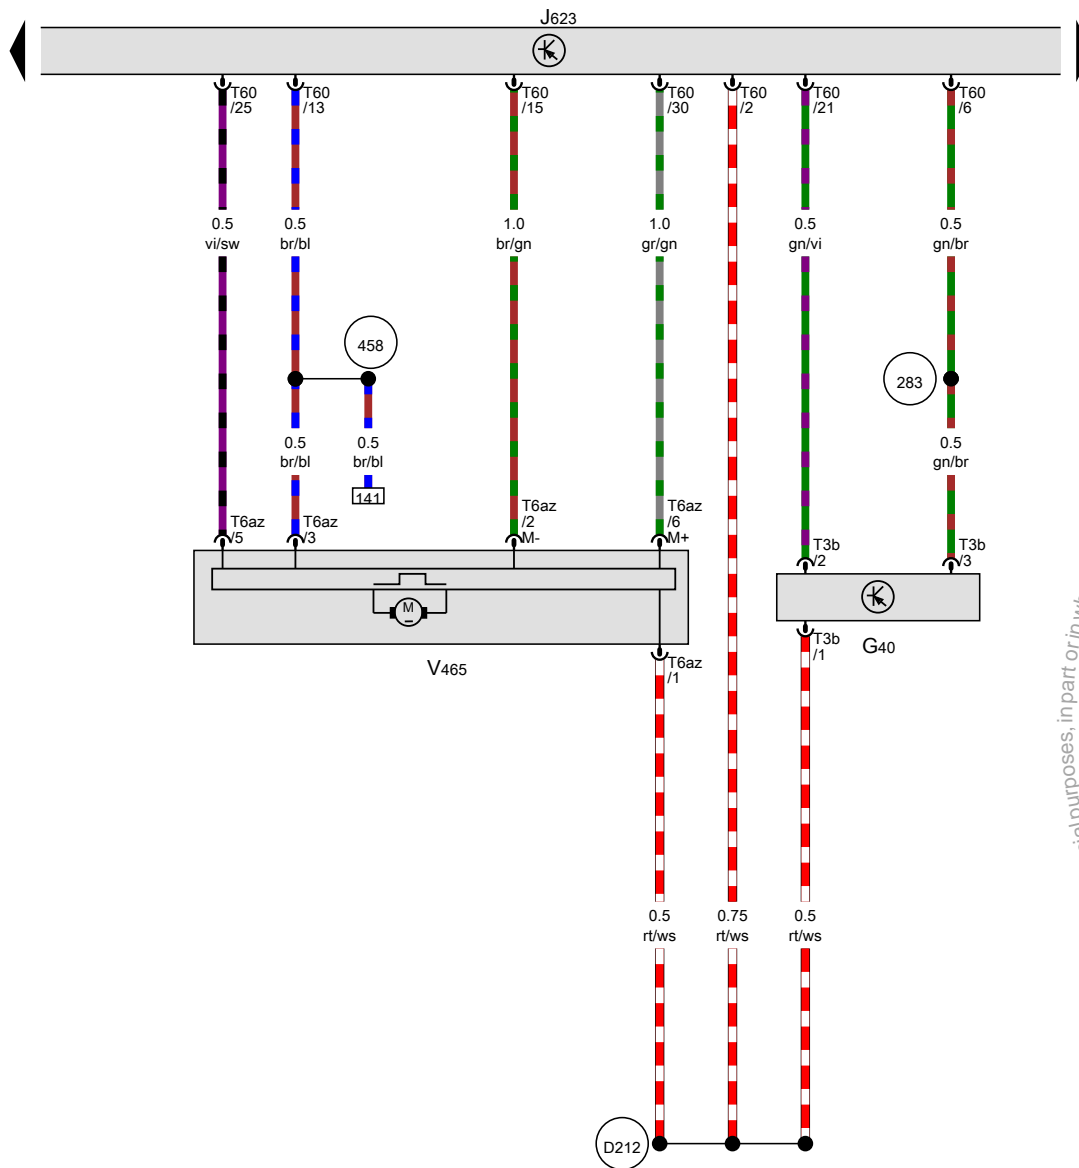 J623
T60
/25
T60
/13
T60
/15
T60
/30
T60
/2
T60
/21
T60
/6
0.5
vi/sw
0.5
br/bl
1.0
br/gn
1.0
gr/gn
0.5
gn/vi
0.5
gn/br
458
283
0.5
br/bl
0.5
br/bl
0.5
gn/br
141
T6az
/5
T6az
/3
T6az
/2
M-
T6az
/6
M+
T3b
/2
T3b
/3
M
V465
T6az
/1
G40
T3b
/1
purposes, in part or in
0.5
rt/ws
0.75
rt/ws
0.5
rt/ws
D212